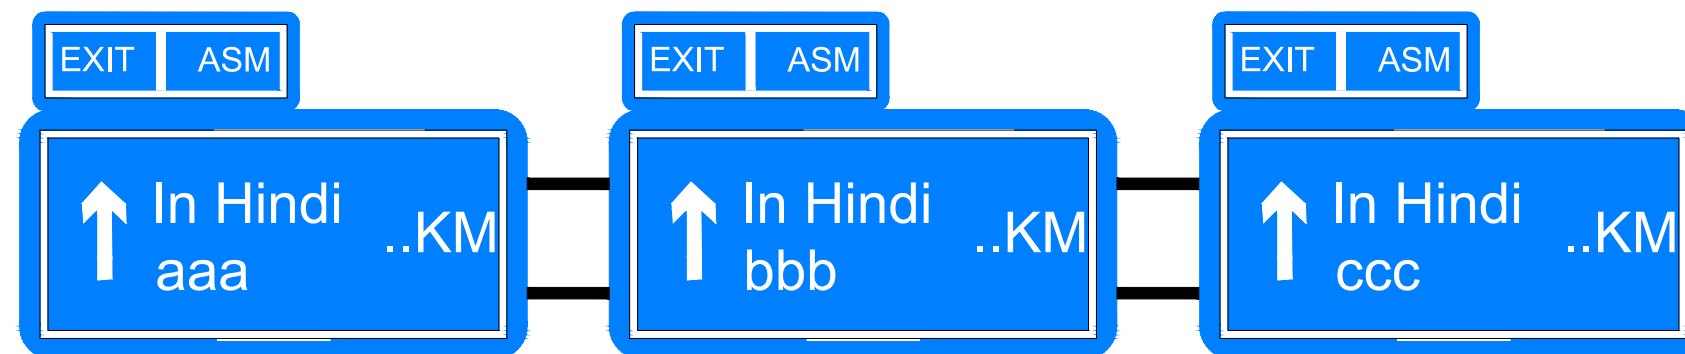 EXIT ASM
In Hindi
aaa
..KM
EXIT ASM
In Hindi
bbb
..KM
EXIT ASM
In Hindi
ccc
..KM